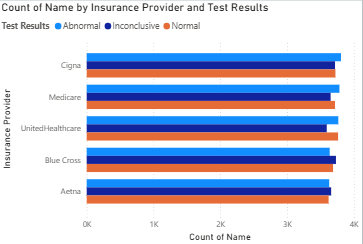 Count of Name by Insurance Provider and Test Results
Test Results Abnormal Inconclusive Normal
Insurance Provider
Cigna
Medicare
UnitedHealthcare
Blue Cross
Aetna
0K 1K 2K 3K 4K
Count of Name